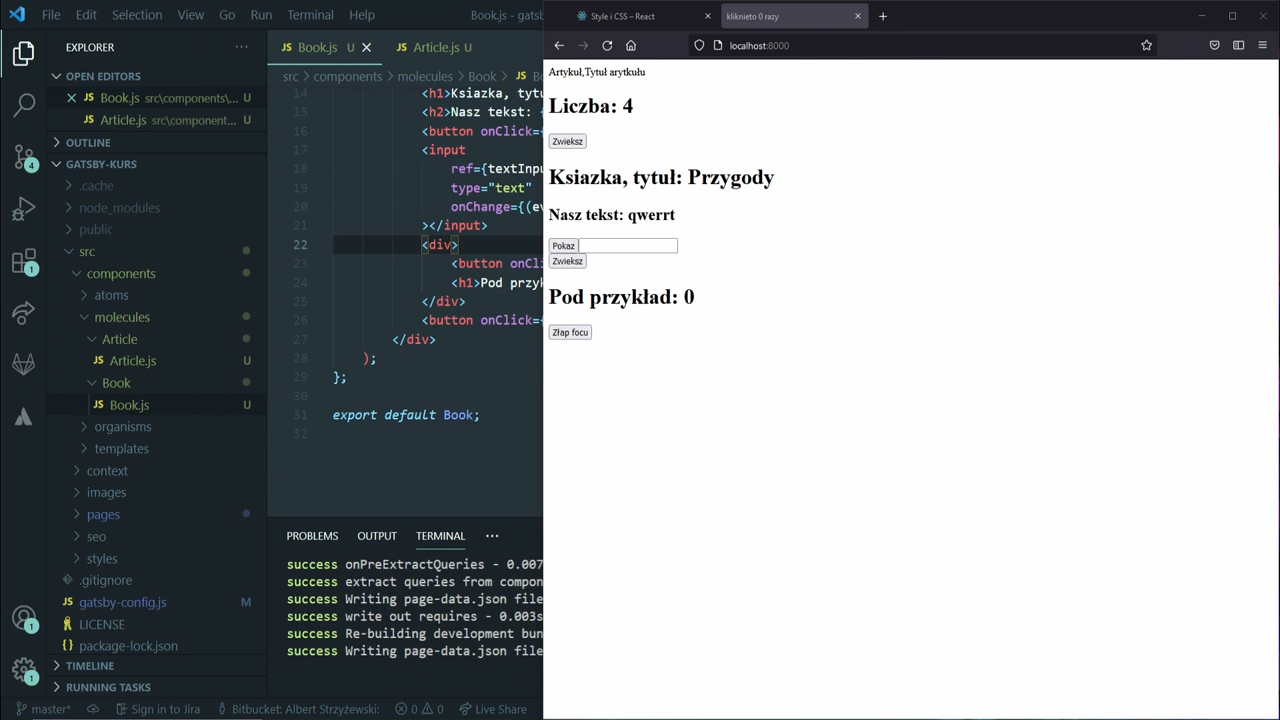 File Edit Selection View Go Run Terminal Help
Book.js - gatsb
Style i CSS – React
kliknieto 0 razy
localhost:8000
EXPLORER
OPEN EDITORS
Book.js src\components\... U
Article.js src\component... U
OUTLINE
GATSBY-KURS
.cache
node_modules
public
src
components
atoms
molecules
Article
Article.js U
Book
Book.js U
organisms
templates
context
images
pages
seo
styles
.gitignore
gatsby-config.js M
LICENSE
package-lock.json
TIMELINE
RUNNING TASKS
4
1
1
1
Book.js U
Article.js U
src > components > molecules > Book >
14 <h1>Ksiazka, tytu
15 <h2>Nasz tekst: {
16 <button onClick={
17 <input
18 ref={textInpu
19 type="text"
20 onChange={(ev
21 ></input>
22 <div>
23 <button onCli
24 <h1>Pod przyk
25 </div>
26 <button onClick={
27 </div>
28 );
29 };
30
31 export default Book;
32
PROBLEMS OUTPUT TERMINAL ...
success onPreExtractQueries - 0.007
success extract queries from compon
success Writing page-data.json file
success write out requires - 0.003s
success Re-building development bun
success Writing page-data.json file
master* Sign in to Jira Bitbucket: Albert Strzyżewski: 0 0 Live Share
Artykuł,Tytuł arytkułu
Liczba: 4
Zwieksz
Ksiazka, tytuł: Przygody
Nasz tekst: qwerrt
Pokaz
Zwieksz
Pod przykład: 0
Złap focu